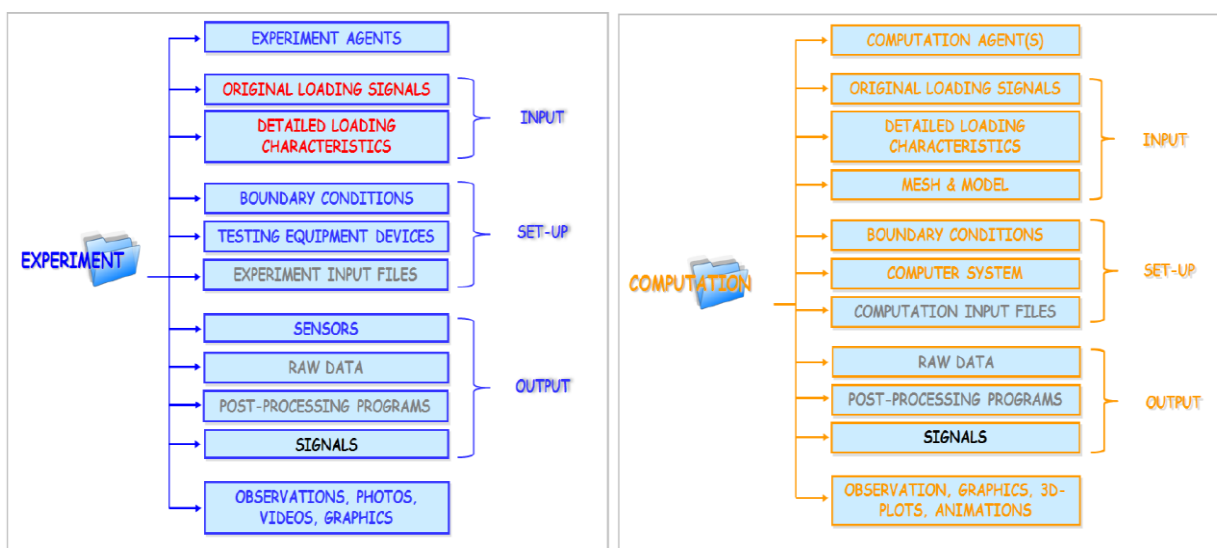 EXPERIMENT AGENTS
ORIGINAL LOADING SIGNALS
DETAILED LOADING
CHARACTERISTICS
INPUT
BOUNDARY CONDITIONS
TESTING EQUIPMENT DEVICES
EXPERIMENT INPUT FILES
SET-UP
EXPERIMENT
SENSORS
RAW DATA
POST-PROCESSING PROGRAMS
SIGNALS
OUTPUT
OBSERVATIONS, PHOTOS,
VIDEOS, GRAPHICS
COMPUTATION AGENT(S)
ORIGINAL LOADING SIGNALS
DETAILED LOADING
CHARACTERISTICS
MESH & MODEL
INPUT
BOUNDARY CONDITIONS
COMPUTER SYSTEM
COMPUTATION INPUT FILES
SET-UP
COMPUTATION
RAW DATA
POST-PROCESSING PROGRAMS
SIGNALS
OUTPUT
OBSERVATION, GRAPHICS, 3D-
PLOTS, ANIMATIONS